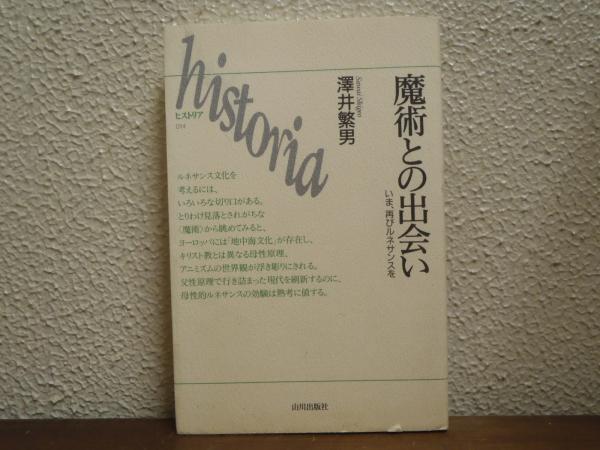 historia
ヒストリア
014
魔術との出会い
いま、再びルネサンスを
澤井繁男
Sawai Shigeo
ルネサンス文化を
考えるには、
いろいろな切り口がある。
とりわけ見落とされがちな
〈魔術〉から眺めてみると、
ヨーロッパには「地中海文化」が存在し、
キリスト教とは異なる母性原理、
アニミズムの世界観が浮き彫りにされる。
父性原理で行き詰まった現代を刷新するのに、
母性的ルネサンスの効験は熟考に値する。
山川出版社